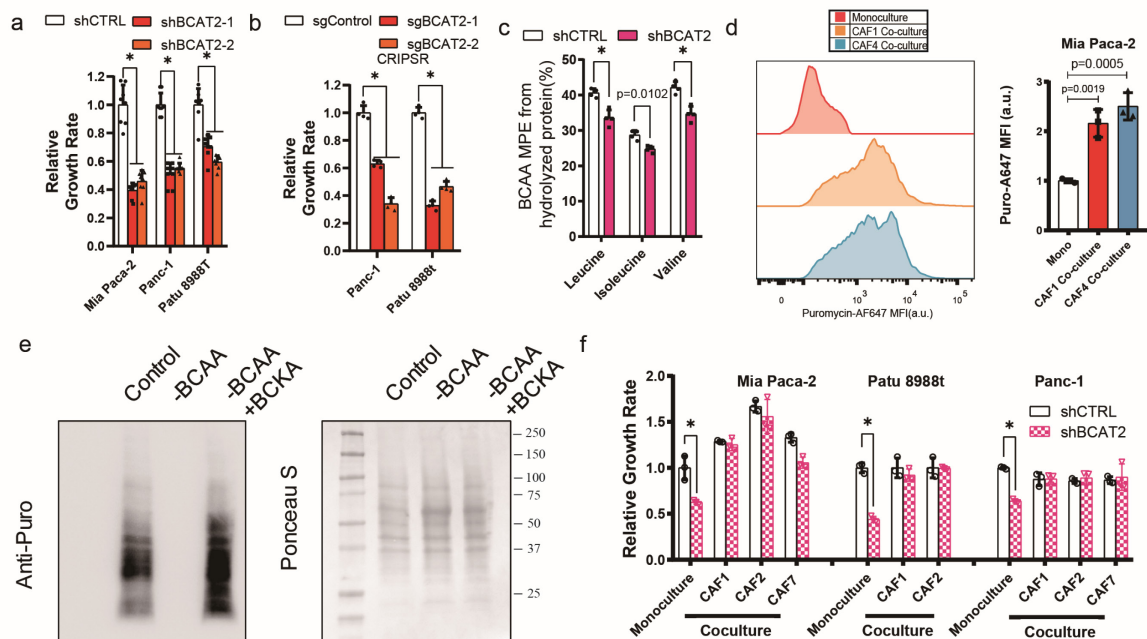 a
shCTRL
shBCAT2-1
shBCAT2-2
Relative
Growth Rate
1.4
1.2
1.0
0.8
0.6
0.4
0.2
0.0
*
*
*
Mia Paca-2
Panc-1
Patu 8988T
b
sgControl
sgBCAT2-1
sgBCAT2-2
CRIPSR
Relative
Growth Rate
1.4
1.2
1.0
0.8
0.6
0.4
0.2
0.0
*
*
Panc-1
Patu 8988t
c
shCTRL
shBCAT2
BCAA MPE from
hydrolyzed protein(%)
50
40
30
20
10
0
*
p=0.0102
*
Leucine
Isoleucine
Valine
d
Monoculture
CAF1 Co-culture
CAF4 Co-culture
0
10³
10⁴
10⁵
Puromycin-AF647 MFI(a.u.)
Mia Paca-2
p=0.0005
p=0.0019
Puro-A647 MFI (a.u.)
3
2
1
0
Mono
CAF1 Co-culture
CAF4 Co-culture
e
Control
-BCAA
-BCAA
+BCKA
Anti-Puro
Control
-BCAA
-BCAA
+BCKA
Ponceau S
250
150
100
75
50
37
25
f
Mia Paca-2
Patu 8988t
Panc-1
shCTRL
shBCAT2
Relative Growth Rate
2.0
1.5
1.0
0.5
0.0
*
*
*
Monoculture
CAF1
CAF2
CAF7
Coculture
Monoculture
CAF1
CAF2
Coculture
Monoculture
CAF1
CAF2
CAF7
Coculture